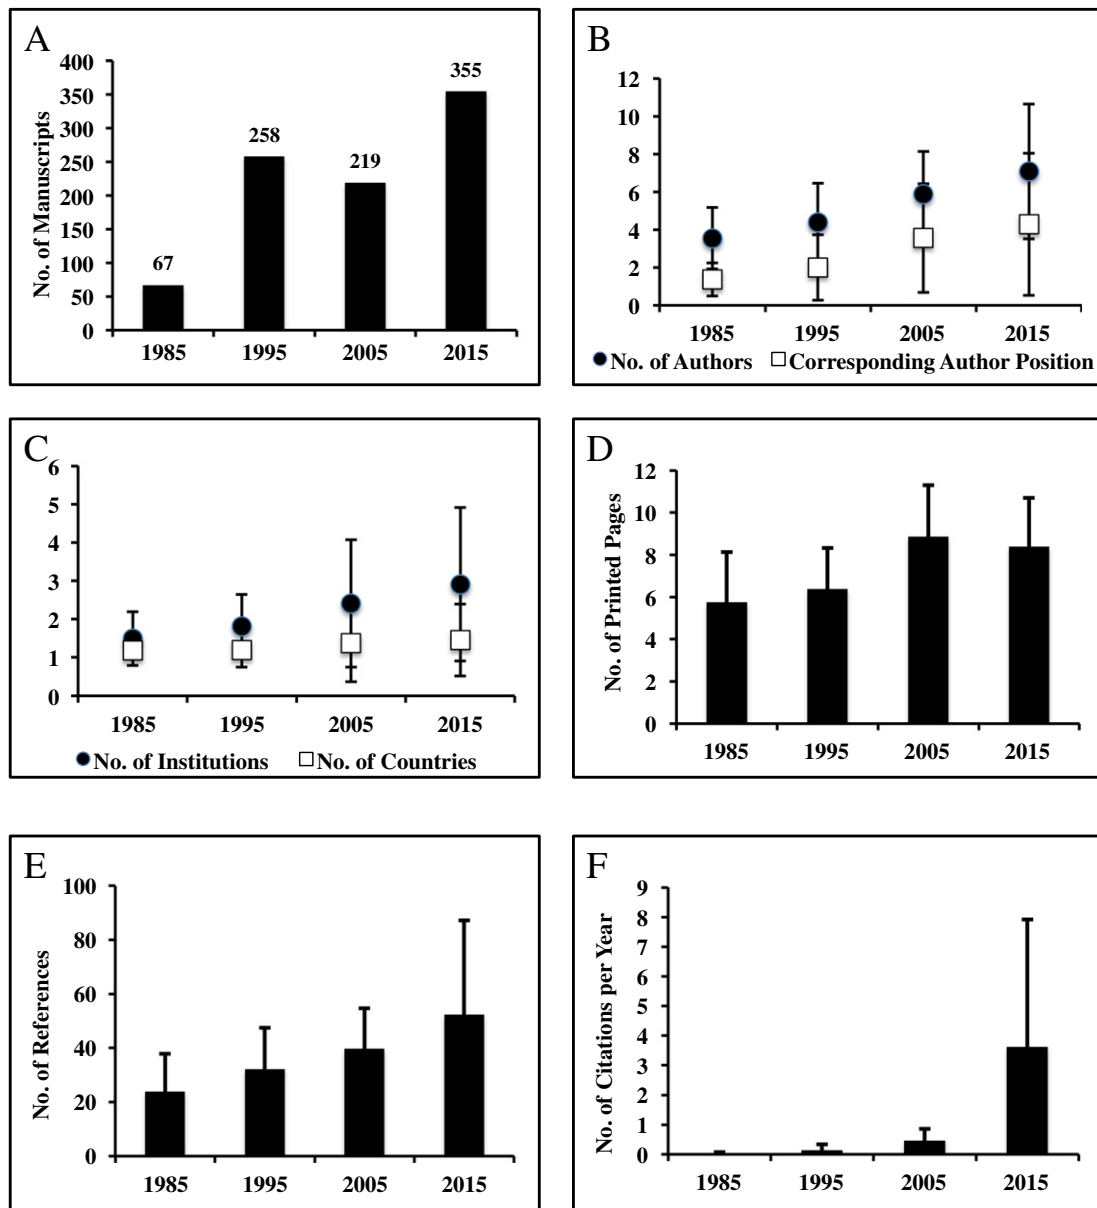 A
No. of Manuscripts
400
350
300
250
200
150
100
50
0
67
258
219
355
1985 1995 2005 2015
B
12
10
8
6
4
2
0
1985 1995 2005 2015
No. of Authors Corresponding Author Position
C
6
5
4
3
2
1
0
1985 1995 2005 2015
No. of Institutions No. of Countries
D
No. of Printed Pages
12
10
8
6
4
2
0
1985 1995 2005 2015
E
No. of References
100
80
60
40
20
0
1985 1995 2005 2015
F
No. of Citations per Year
9
8
7
6
5
4
3
2
1
0
1985 1995 2005 2015